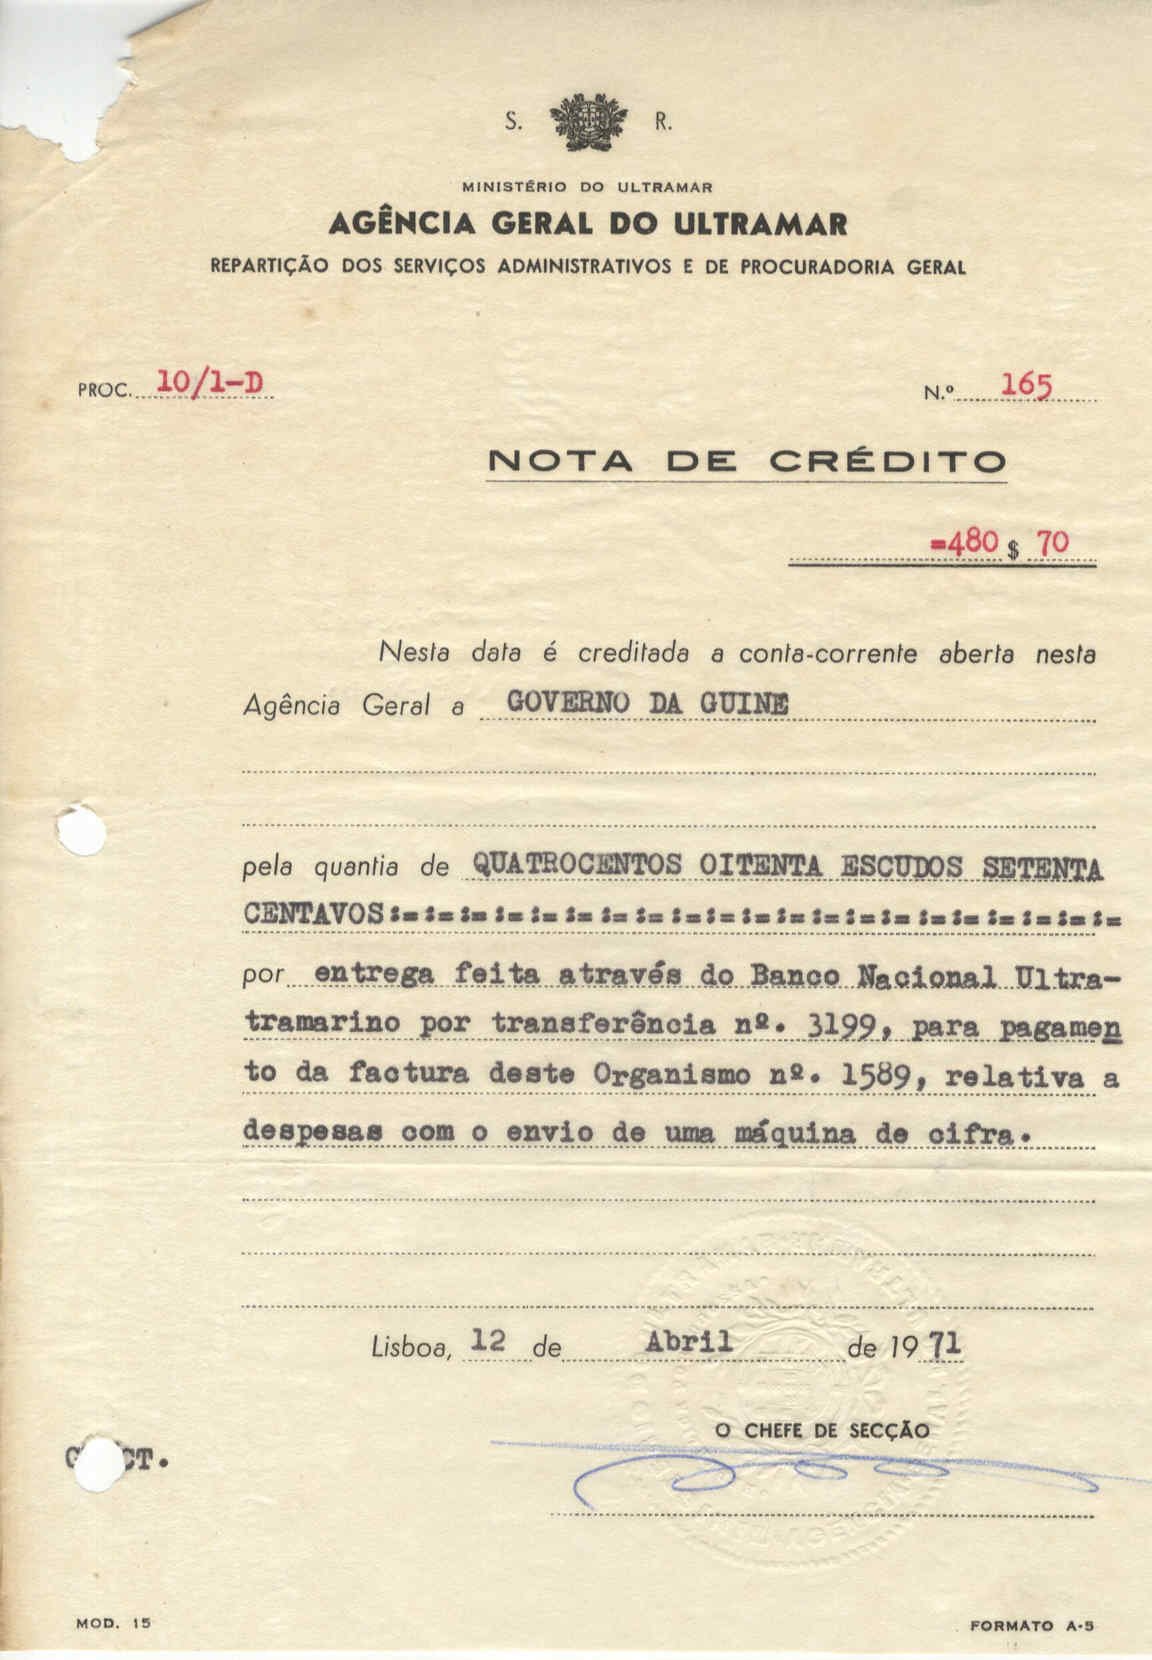 S. R.
MINISTÉRIO DO ULTRAMAR
AGÊNCIA GERAL DO ULTRAMAR
REPARTIÇÃO DOS SERVIÇOS ADMINISTRATIVOS E DE PROCURADORIA GERAL
PROC. 10/1-D N.º 165
NOTA DE CRÉDITO
=480 $ 70
Nesta data é creditada a conta-corrente aberta nesta
Agência Geral a GOVERNO DA GUINE
pela quantia de QUATROCENTOS OITENTA ESCUDOS SETENTA
CENTAVOS:=:=:=:=:=:=:=:=:=:=:=:=:=:=:=:=:=:=:=:=:=
por entrega feita através do Banco Nacional Ultra-
tramarino por transferência nº. 3199, para pagamen
to da factura deste Organismo nº. 1589, relativa a
despesas com o envio de uma máquina de cifra.
Lisboa, 12 de Abril de 1971
O CHEFE DE SECÇÃO
CT.
MOD. 15 FORMATO A-5